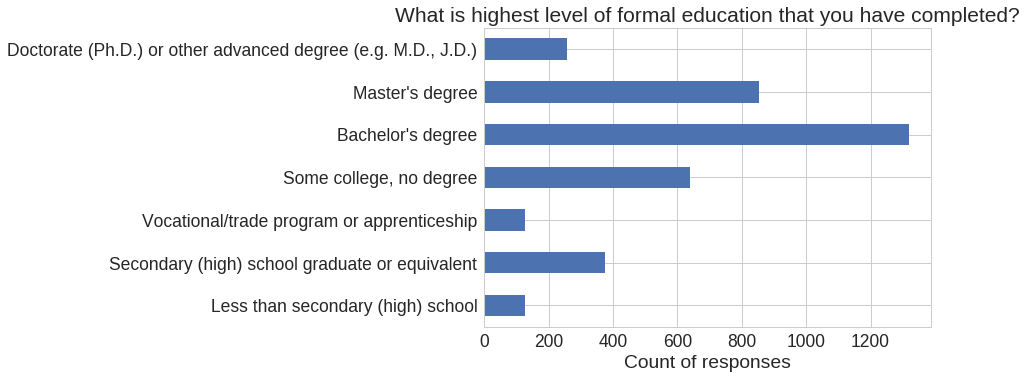 What is highest level of formal education that you have completed?
Doctorate (Ph.D.) or other advanced degree (e.g. M.D., J.D.)
Master's degree
Bachelor's degree
Some college, no degree
Vocational/trade program or apprenticeship
Secondary (high) school graduate or equivalent
Less than secondary (high) school
0 200 400 600 800 1000 1200
Count of responses